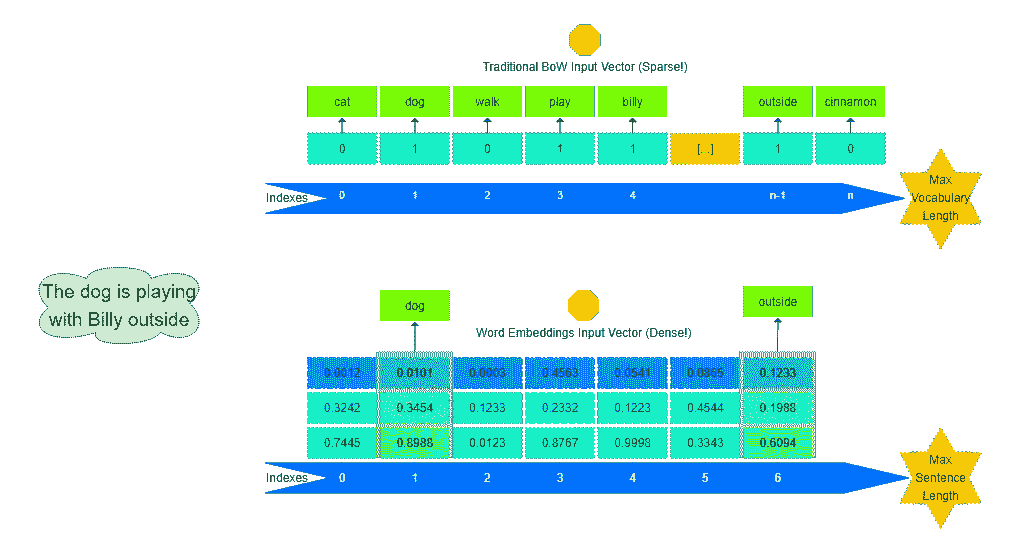 Traditional BoW Input Vector (Sparse!)
cat dog walk play billy outside cinnamon
0 1 0 1 1 [...] 1 0
Indexes 0 1 2 3 4 n-1 n
Max
Vocabulary
Length
The dog is playing
with Billy outside
dog outside
Word Embeddings Input Vector (Dense!)
0.0012 0.0101 0.0003 0.4563 0.0541 0.0805 0.1233
0.3242 0.3454 0.1233 0.2332 0.1223 0.4544 0.1988
0.7445 0.8988 0.0123 0.8767 0.9998 0.3343 0.6094
Indexes 0 1 2 3 4 5 6
Max
Sentence
Length